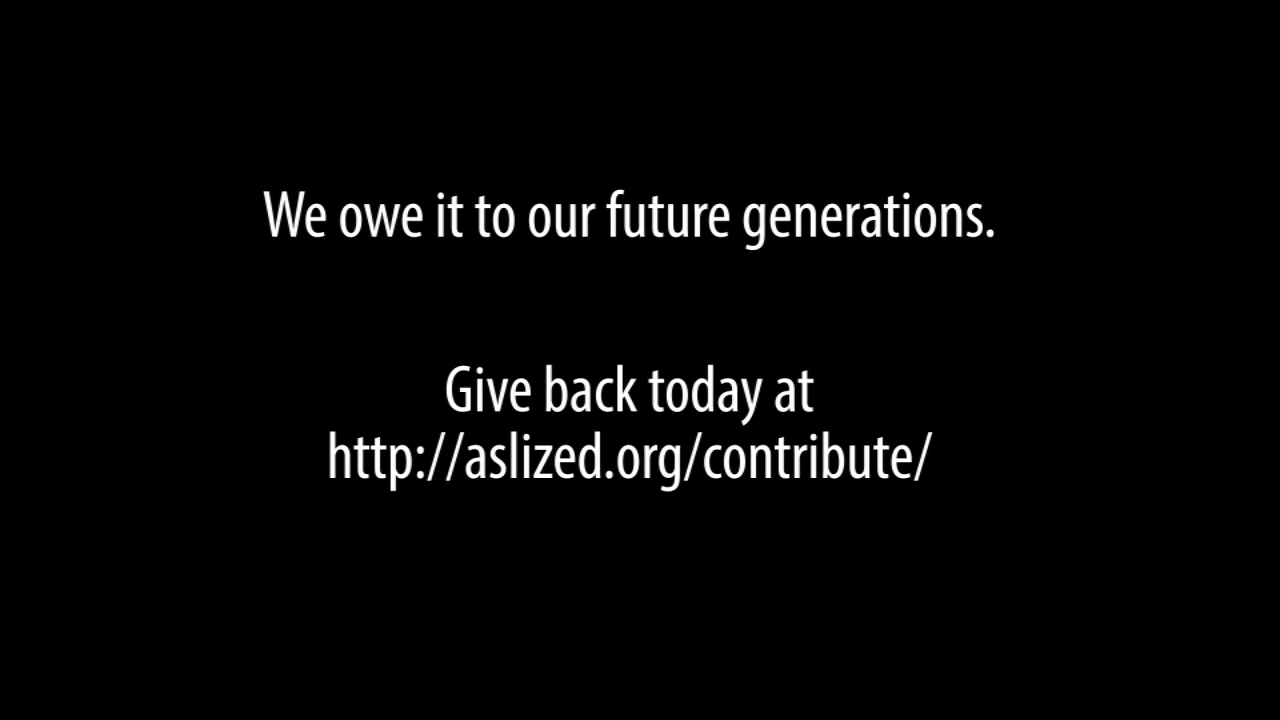 We owe it to our future generations.
Give back today at
http://aslized.org/contribute/